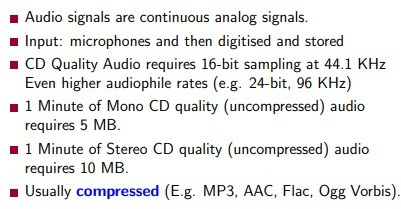 Audio signals are continuous analog signals.
Input: microphones and then digitised and stored
CD Quality Audio requires 16-bit sampling at 44.1 KHz
Even higher audiophile rates (e.g. 24-bit, 96 KHz)
1 Minute of Mono CD quality (uncompressed) audio
requires 5 MB.
1 Minute of Stereo CD quality (uncompressed) audio
requires 10 MB.
Usually compressed (E.g. MP3, AAC, Flac, Ogg Vorbis).